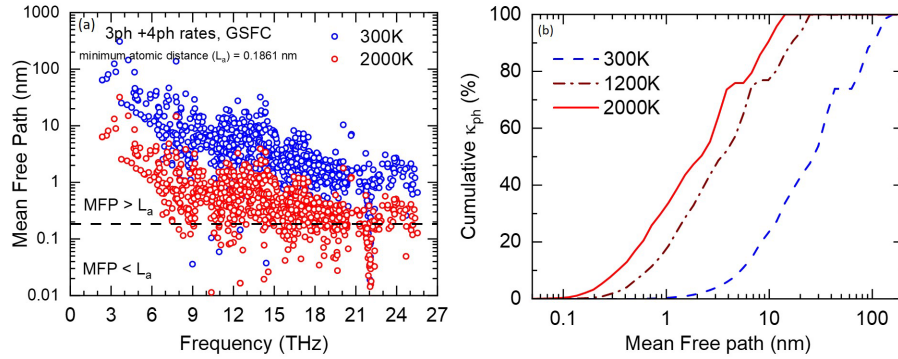 (a) 3ph +4ph rates, GSFC
minimum atomic distance (Lₐ) = 0.1861 nm
300K
2000K
1000
100
10
1
0.1
0.01
Mean Free Path (nm)
MFP > Lₐ
MFP < Lₐ
0 3 6 9 12 15 18 21 24 27
Frequency (THz)
(b)
300K
1200K
2000K
100
80
60
40
20
0
Cumulative κₚₕ (%)
0.1 1 10 100
Mean Free path (nm)